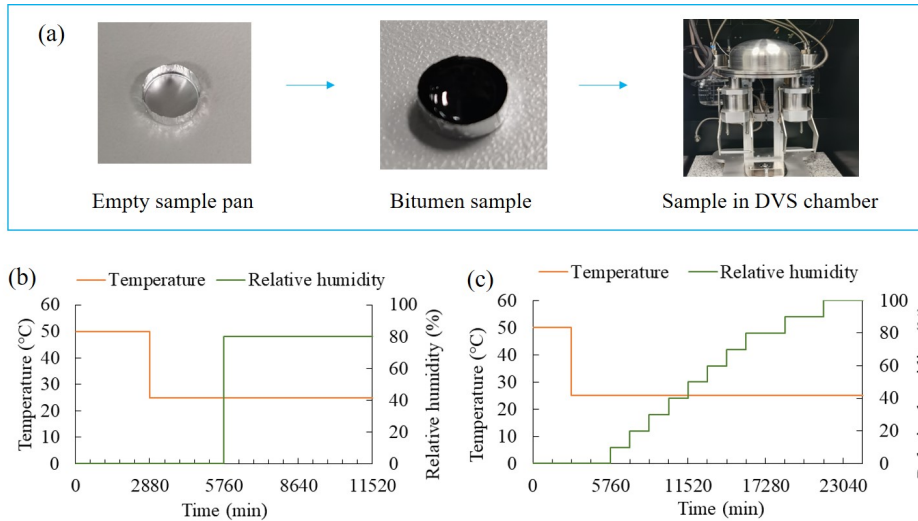 (a)
Empty sample pan
Bitumen sample
Sample in DVS chamber
(b)
Temperature
Relative humidity
Temperature (°C)
60
50
40
30
20
10
0
100
80
60
40
20
0
Relative humidity (%)
0
2880
5760
8640
11520
Time (min)
(c)
Temperature
Relative humidity
Temperature (°C)
60
50
40
30
20
10
0
100
80
60
40
20
0
0
5760
11520
17280
23040
Time (min)